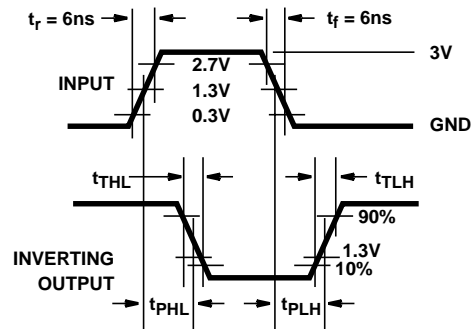 tr = 6ns
tf = 6ns
3V
2.7V
INPUT
1.3V
0.3V
GND
tTHL
tTLH
90%
1.3V
INVERTING
OUTPUT
10%
tPHL
tPLH